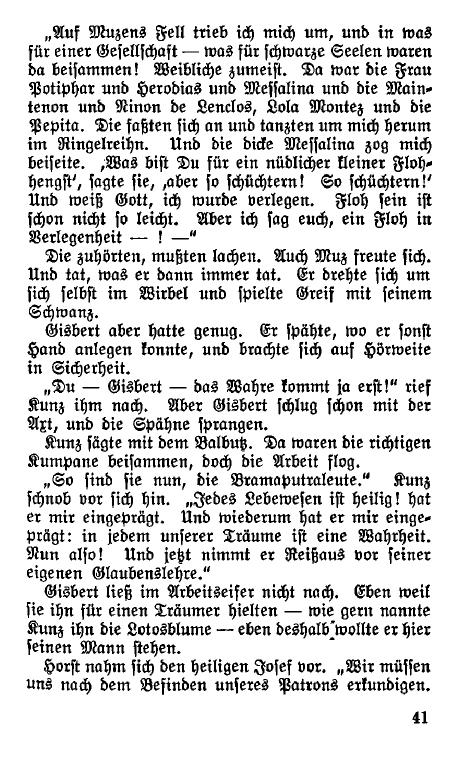 „Auf Muzens Fell trieb ich mich um, und in was
für einer Gesellschaft — was für schwarze Seelen waren
da beisammen! Weibliche zumeist. Da war die Frau
Potiphar und Herodias und Messalina und die Main-
tenon und Ninon de Lenclos, Lola Montez und die
Pepita. Die faßten sich an und tanzten um mich herum
im Ringelreihn. Und die dicke Messalina zog mich
beiseite. ‚Was bist Du für ein nüdlicher kleiner Floh-
hengst‘, sagte sie, ‚aber so schüchtern! So schüchtern!‘
Und weiß Gott, ich wurde verlegen. Floh sein ist
schon nicht so leicht. Aber ich sag euch, ein Floh in
Verlegenheit — ! —“
Die zuhörten, mußten lachen. Auch Muz freute sich.
Und tat, was er dann immer tat. Er drehte sich um
sich selbst im Wirbel und spielte Greif mit seinem
Schwanz.
Gisbert aber hatte genug. Er spähte, wo er sonst
Hand anlegen konnte, und brachte sich auf Hörweite
in Sicherheit.
„Du — Gisbert — das Wahre kommt ja erst!“ rief
Kunz ihm nach. Aber Gisbert schlug schon mit der
Axt, und die Spähne sprangen.
Kunz sägte mit dem Balbutz. Da waren die richtigen
Kumpane beisammen, doch die Arbeit flog.
„So sind sie nun, die Bramaputraleute.“ Kunz
schnob vor sich hin. „Jedes Lebewesen ist heilig! hat
er mir eingeprägt. Und wiederum hat er mir einge-
prägt: in jedem unserer Träume ist eine Wahrheit.
Nun also! Und jetzt nimmt er Reißaus vor seiner
eigenen Glaubenslehre.“
Gisbert ließ im Arbeitseifer nicht nach. Eben weil
sie ihn für einen Träumer hielten — wie gern nannte
Kunz ihn die Lotosblume — eben deshalb wollte er hier
seinen Mann stehen.
Horst nahm sich den heiligen Josef vor. „Wir müssen
uns nach dem Befinden unseres Patrons erkundigen.
41